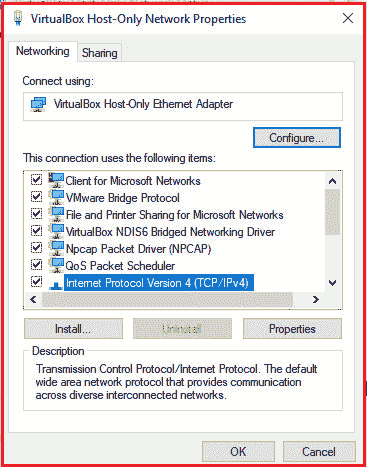 VirtualBox Host-Only Network Properties
Networking Sharing
Connect using:
VirtualBox Host-Only Ethernet Adapter
Configure...
This connection uses the following items:
Client for Microsoft Networks
VMware Bridge Protocol
File and Printer Sharing for Microsoft Networks
VirtualBox NDIS6 Bridged Networking Driver
Npcap Packet Driver (NPCAP)
QoS Packet Scheduler
Internet Protocol Version 4 (TCP/IPv4)
Install... Uninstall Properties
Description
Transmission Control Protocol/Internet Protocol. The default
wide area network protocol that provides communication
across diverse interconnected networks.
OK Cancel